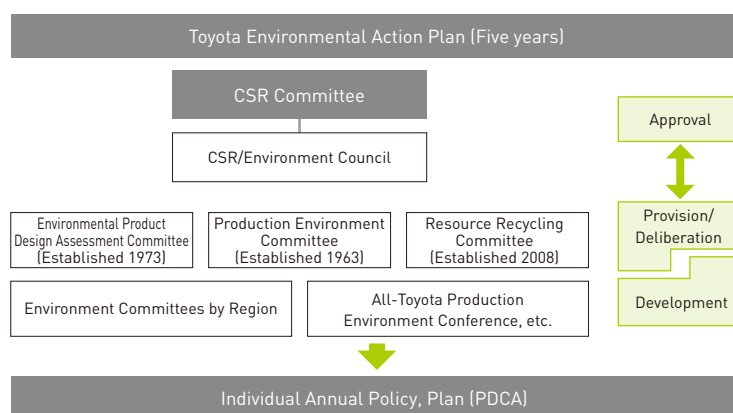 Toyota Environmental Action Plan (Five years)
CSR Committee
CSR/Environment Council
Approval
Environmental Product
Design Assessment Committee
(Established 1973)
Production Environment
Committee
(Established 1963)
Resource Recycling
Committee
(Established 2008)
Provision/
Deliberation
Environment Committees by Region
All-Toyota Production
Environment Conference, etc.
Development
Individual Annual Policy, Plan (PDCA)